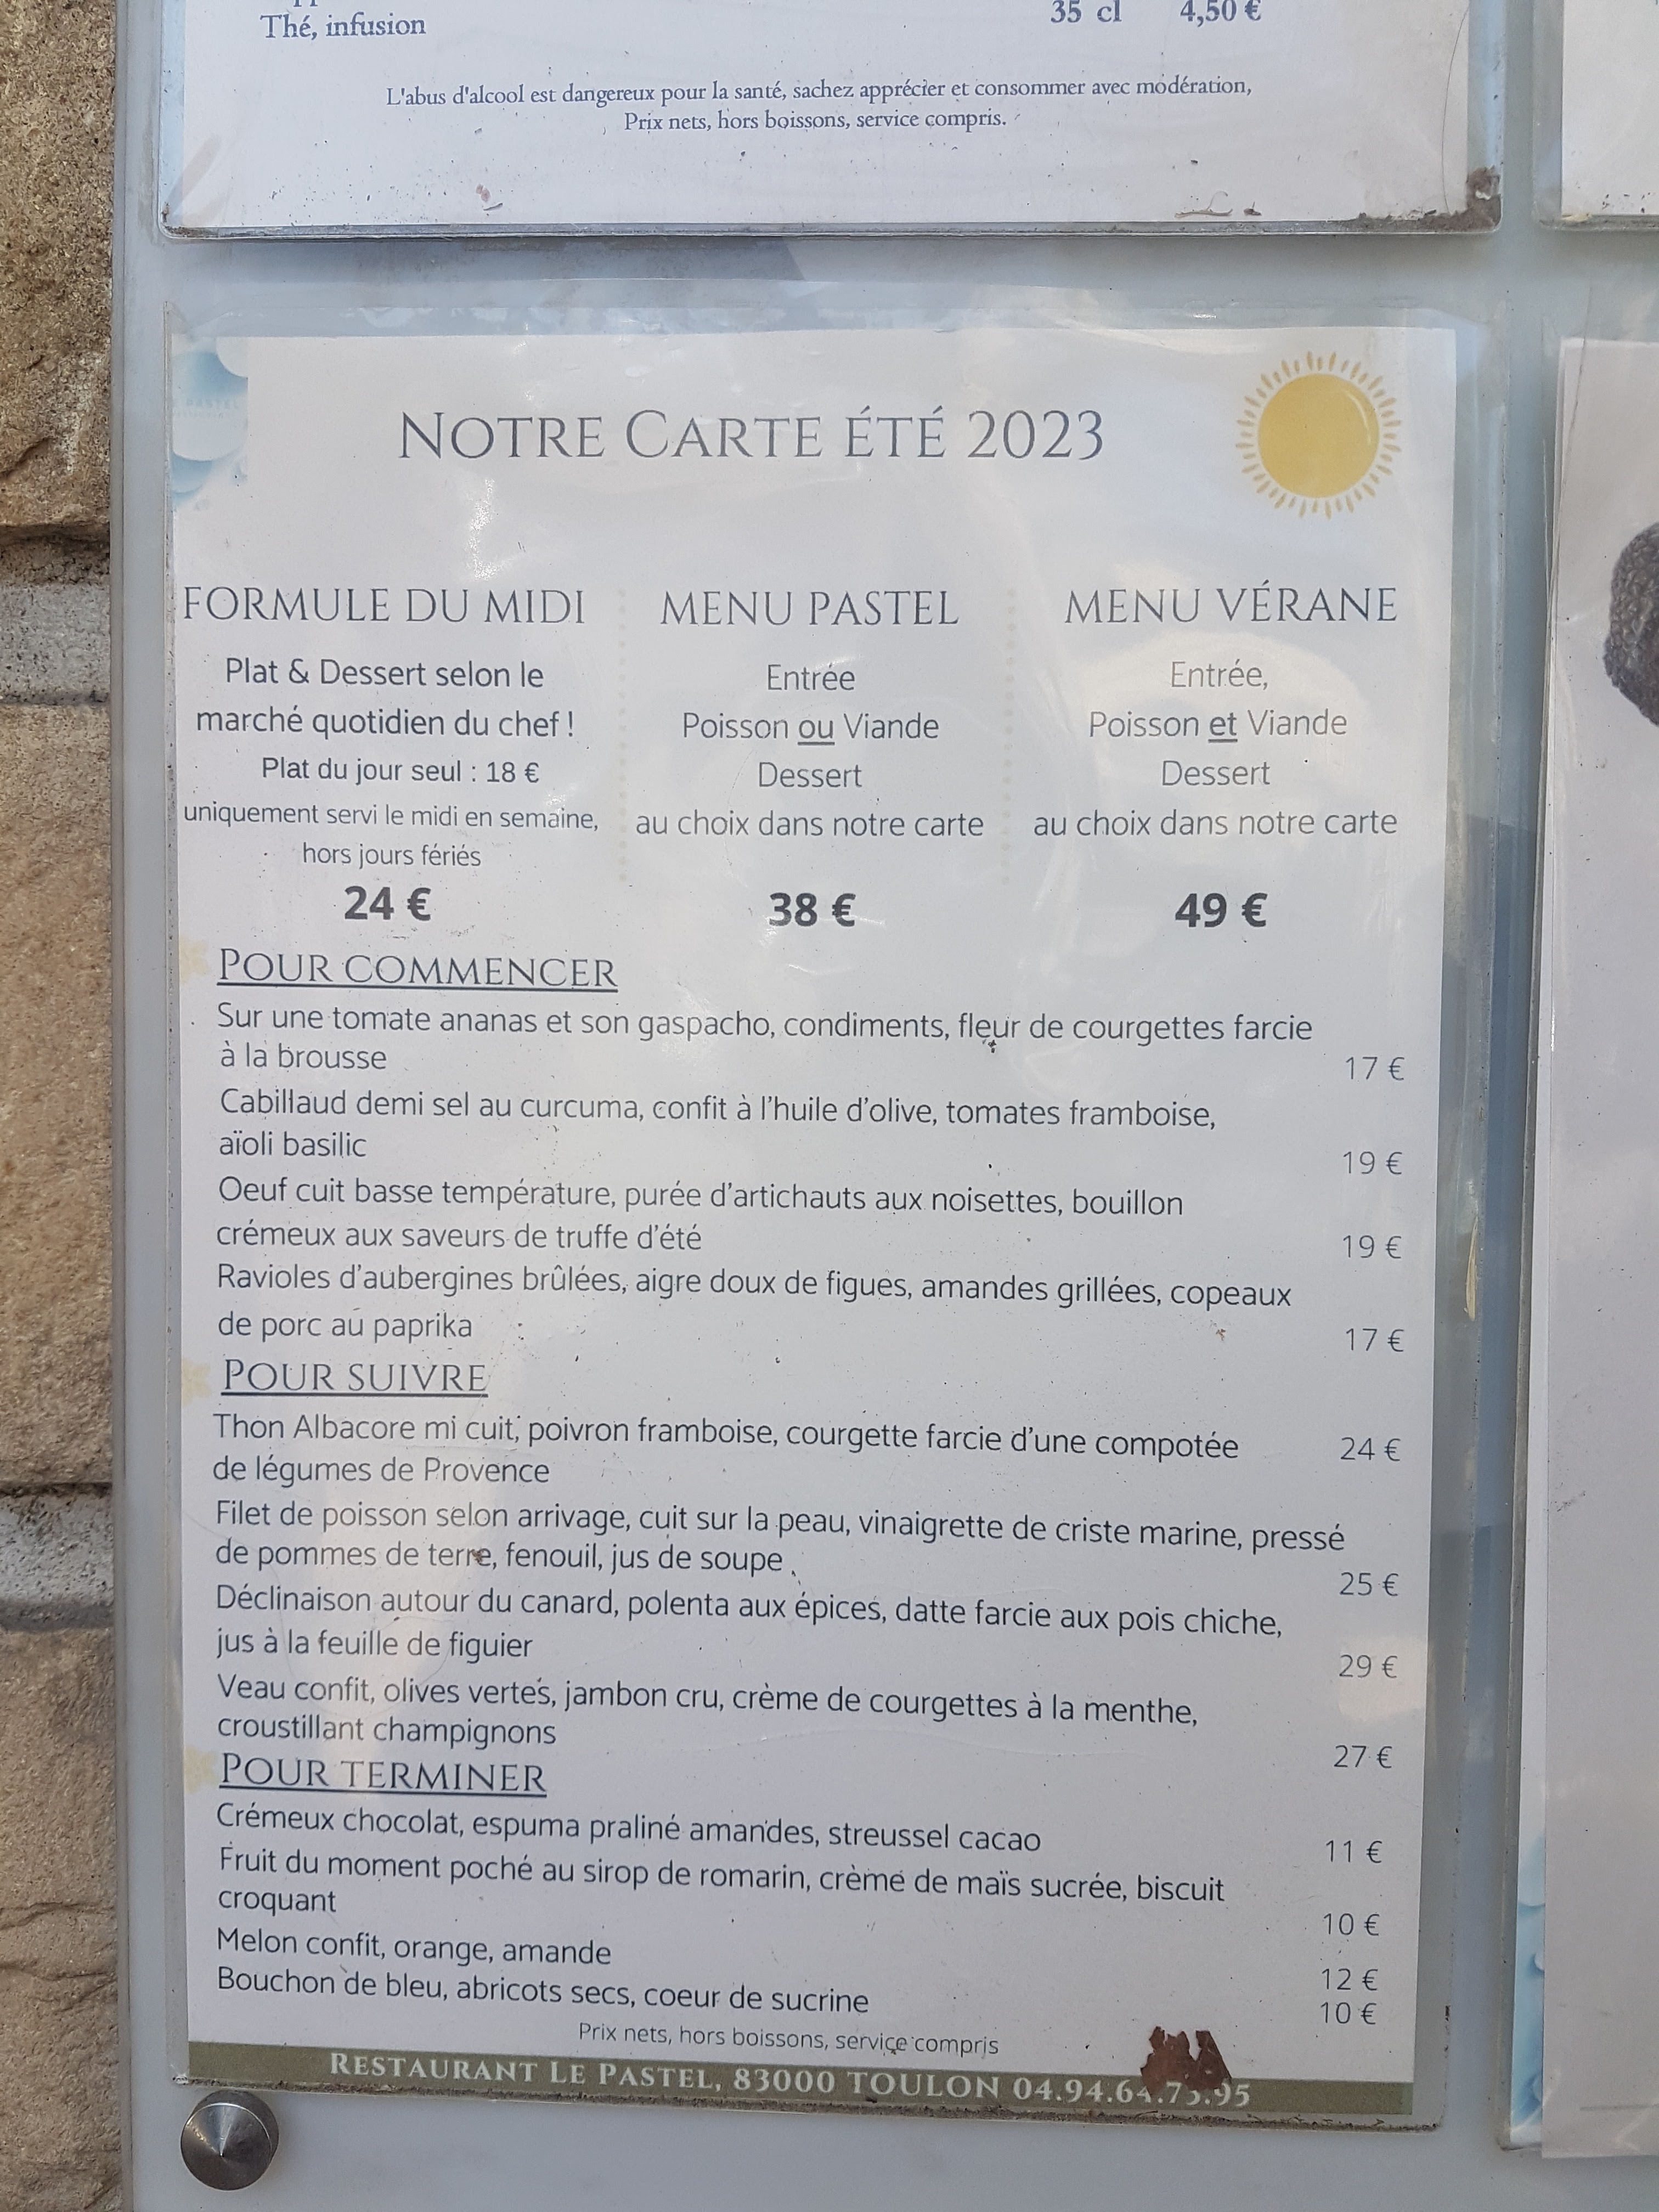 Thé, infusion 35 cl 4,50 €
L'abus d'alcool est dangereux pour la santé, sachez apprécier et consommer avec modération,
Prix nets, hors boissons, service compris.
NOTRE CARTE ÉTÉ 2023
FORMULE DU MIDI
Plat & Dessert selon le
marché quotidien du chef !
Plat du jour seul : 18 €
uniquement servi le midi en semaine,
hors jours fériés
24 €
MENU PASTEL
Entrée
Poisson ou Viande
Dessert
au choix dans notre carte
38 €
MENU VÉRANE
Entrée,
Poisson et Viande
Dessert
au choix dans notre carte
49 €
POUR COMMENCER
Sur une tomate ananas et son gaspacho, condiments, fleur de courgettes farcie
à la brousse 17 €
Cabillaud demi sel au curcuma, confit à l'huile d'olive, tomates framboise,
aïoli basilic 19 €
Oeuf cuit basse température, purée d'artichauts aux noisettes, bouillon
crémeux aux saveurs de truffe d'été 19 €
Ravioles d'aubergines brûlées, aigre doux de figues, amandes grillées, copeaux
de porc au paprika 17 €
POUR SUIVRE
Thon Albacore mi cuit, poivron framboise, courgette farcie d'une compotée 24 €
de légumes de Provence
Filet de poisson selon arrivage, cuit sur la peau, vinaigrette de criste marine, pressé
de pommes de terre, fenouil, jus de soupe 25 €
Déclinaison autour du canard, polenta aux épices, datte farcie aux pois chiche,
jus à la feuille de figuier 29 €
Veau confit, olives vertes, jambon cru, crème de courgettes à la menthe,
croustillant champignons 27 €
POUR TERMINER
Crémeux chocolat, espuma praliné amandes, streussel cacao 11 €
Fruit du moment poché au sirop de romarin, crème de maïs sucrée, biscuit
croquant 10 €
Melon confit, orange, amande 12 €
Bouchon de bleu, abricots secs, coeur de sucrine 10 €
Prix nets, hors boissons, service compris
RESTAURANT LE PASTEL, 83000 TOULON 04.94.64.73.95